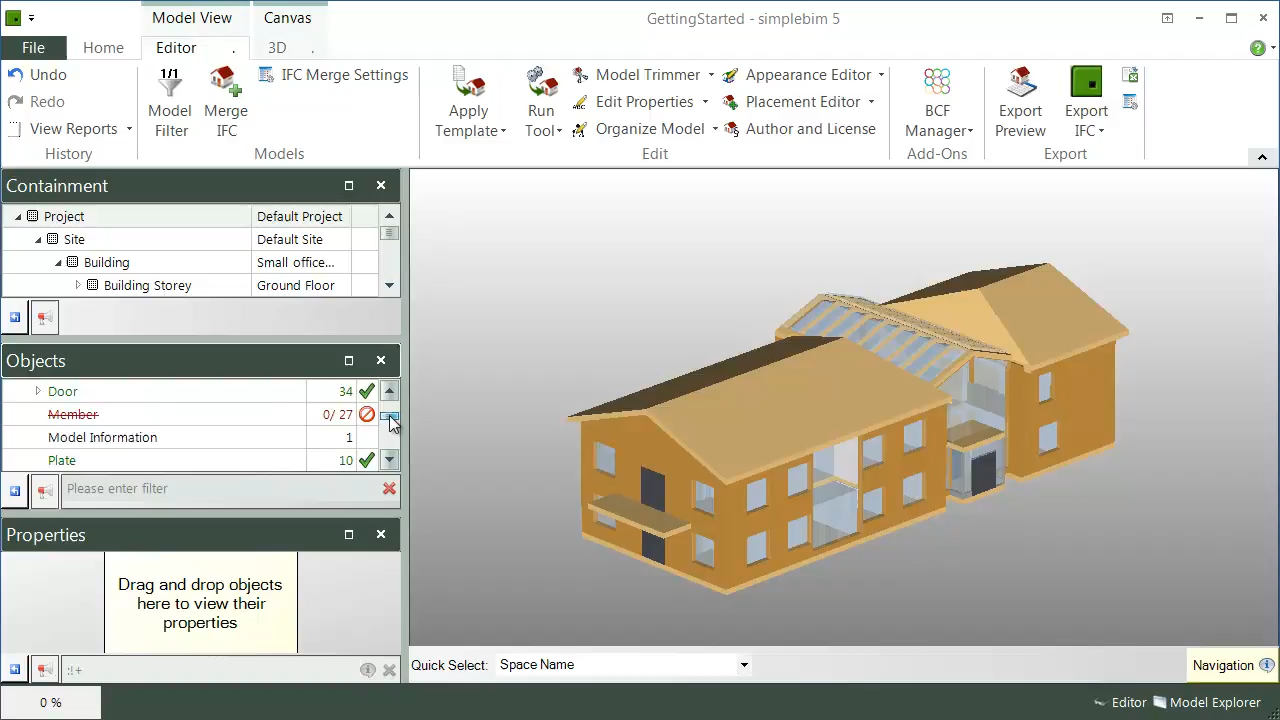 Model View Canvas GettingStarted - simplebim 5
File Home Editor . 3D .
Undo
Redo
View Reports
History
1/1
Model Filter
Merge IFC
IFC Merge Settings
Models
Apply Template
Run Tool
Model Trimmer
Edit Properties
Organize Model
Appearance Editor
Placement Editor
Author and License
Edit
BCF Manager
Add-Ons
Export Preview
Export IFC
Export
Containment
Project Default Project
Site Default Site
Building Small office...
Building Storey Ground Floor
Objects
Door 34
Member 0/ 27
Model Information 1
Plate 10
Please enter filter
Properties
Drag and drop objects
here to view their
properties
:+
Quick Select: Space Name
Navigation
0 %
Editor Model Explorer